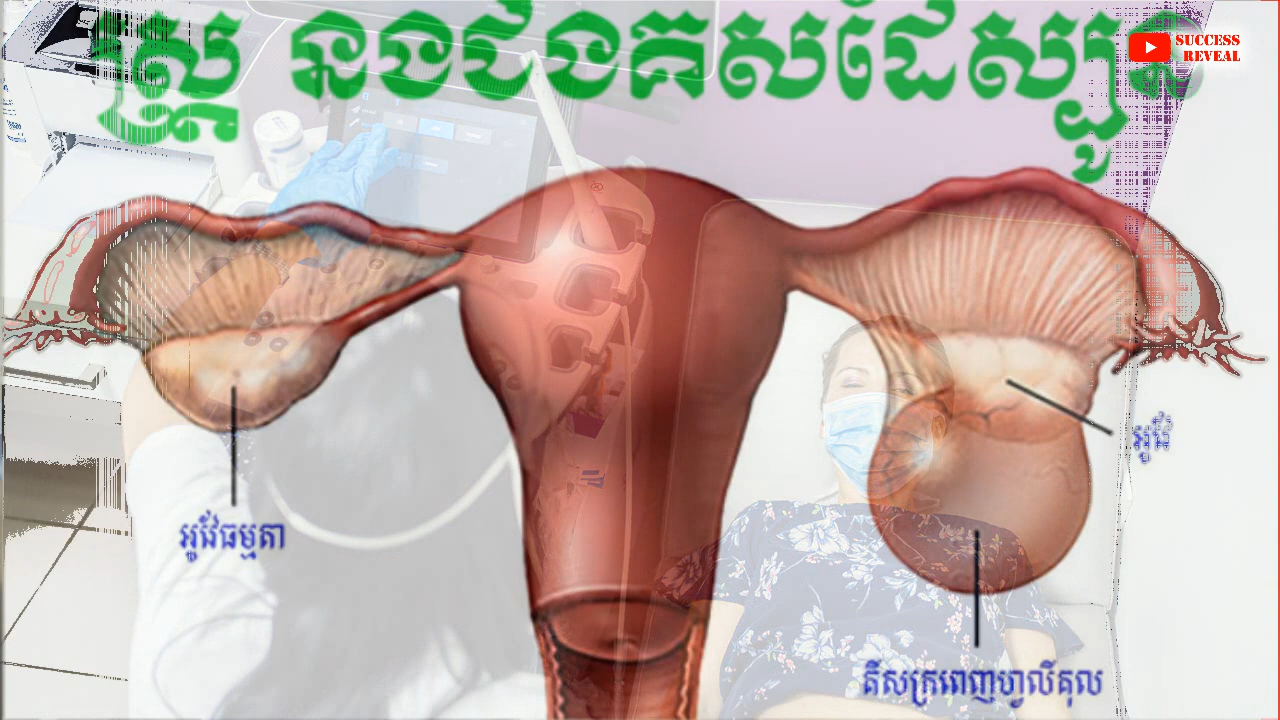 ស្ត្រី និងជំងឺគីសដៃស្បូន
SUCCESS
REVEAL
អូវែ
អូវែធម្មតា
គីសក្រពេញហ្វូលីគុល